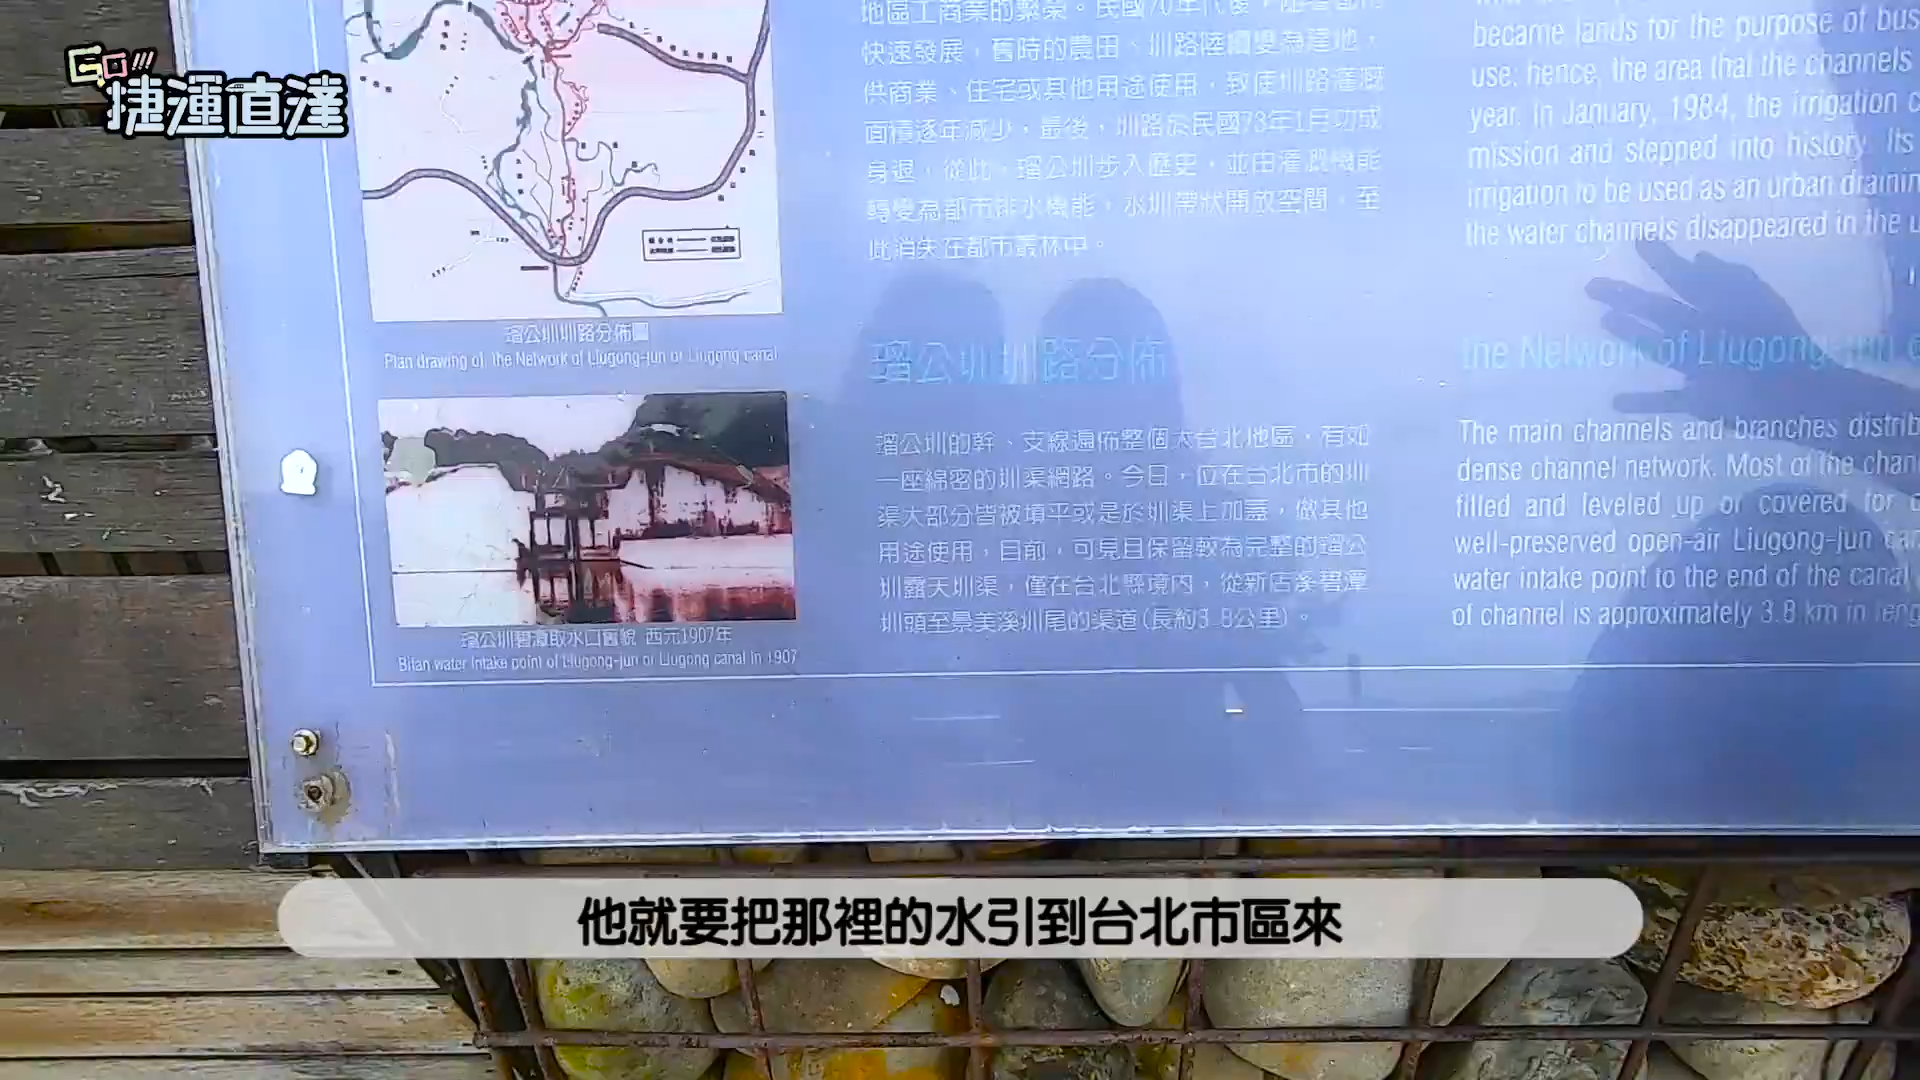 GO!!!
捷運直達
地區工商業的繁榮。民國70年代後，隨著都市
快速發展，舊時的農田、圳路陸續變為建地，
供商業、住宅或其他用途使用，致使圳路灌溉
面積逐年減少，最後，圳路於民國73年1月功成
身退，從此，瑠公圳步入歷史，並由灌溉機能
轉變為都市排水機能，水圳帶狀開放空間，至
此消失在都市叢林中。
became lands for the purpose of bus
use; hence, the area that the channels
year. In January, 1984, the irrigation c
mission and stepped into history. Its
irrigation to be used as an urban drainin
the water channels disappeared in the u
瑠公圳圳路分佈圖
Plan drawing of the Network of Liugong-jun or Liugong canal
瑠公圳圳路分佈
the Network of Liugong-jun
瑠公圳的幹、支線遍佈整個大台北地區，有如
一座綿密的圳渠網路。今日，位在台北市的圳
渠大部分皆被填平或是於圳渠上加蓋，做其他
用途使用，目前，可見且保留較為完整的瑠公
圳露天圳渠，僅在台北縣境內，從新店溪碧潭
圳頭至景美溪圳尾的渠道(長約3.8公里)。
The main channels and branches distrib
dense channel network. Most of the chan
filled and leveled up or covered for
well-preserved open-air Liugong-jun can
water intake point to the end of the canal
of channel is approximately 3.8 km in leng
瑠公圳碧潭取水口舊貌 西元1907年
Bitan water intake point of Liugong-jun or Liugong canal in 1907
他就要把那裡的水引到台北市區來